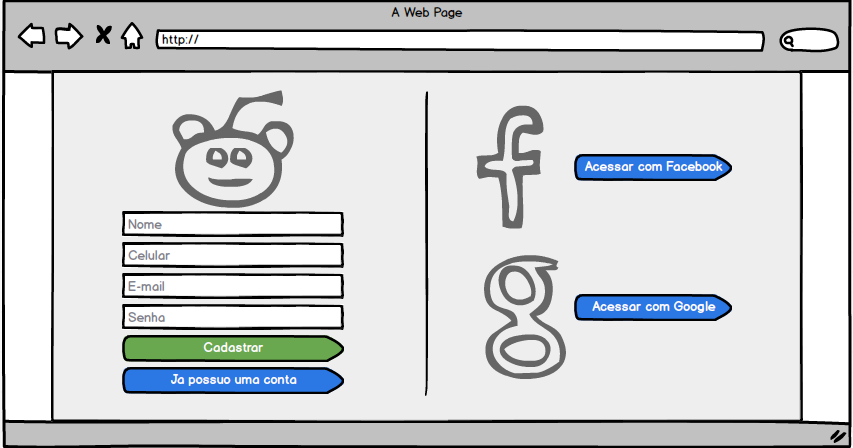 A Web Page
http://
Nome
Celular
E-mail
Senha
Cadastrar
Ja possuo uma conta
Acessar com Facebook
Acessar com Google